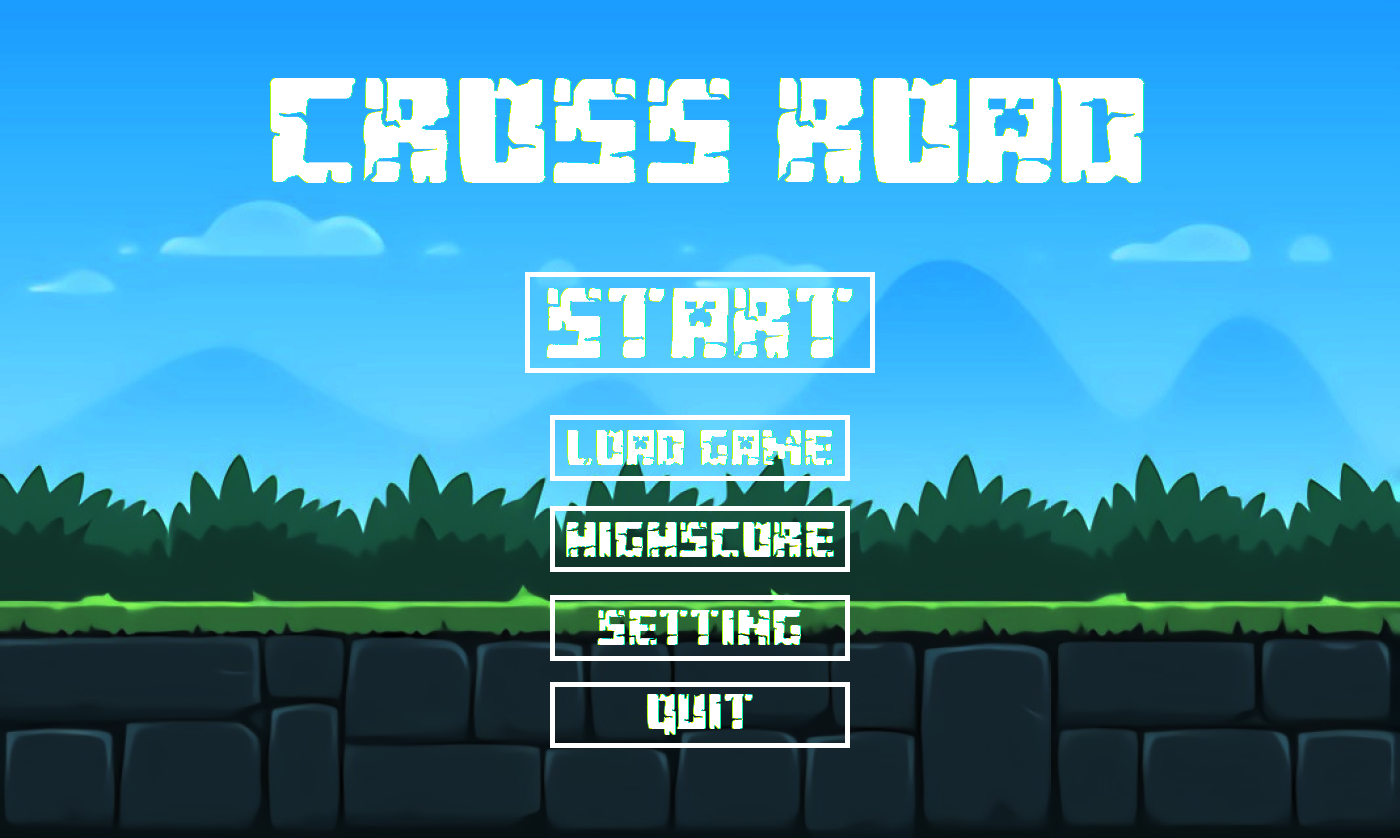 CROSS ROAD
START
LOAD GAME
HIGHSCORE
SETTING
QUIT